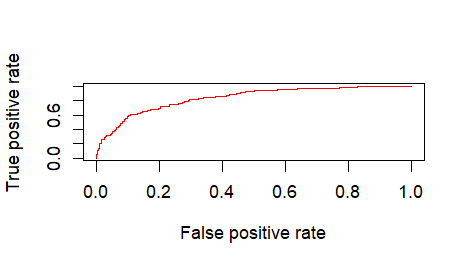 True positive rate
0.0 0.6
0.0 0.2 0.4 0.6 0.8 1.0
False positive rate